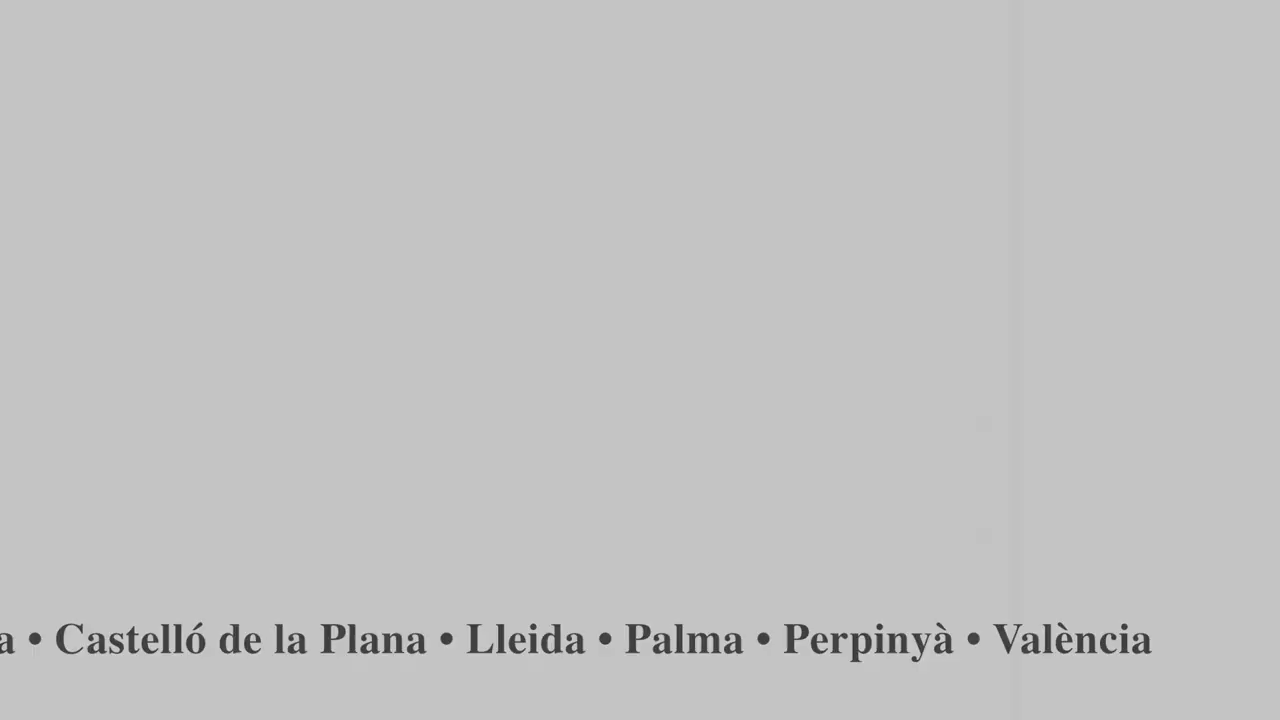 a • Castelló de la Plana • Lleida • Palma • Perpinyà • València